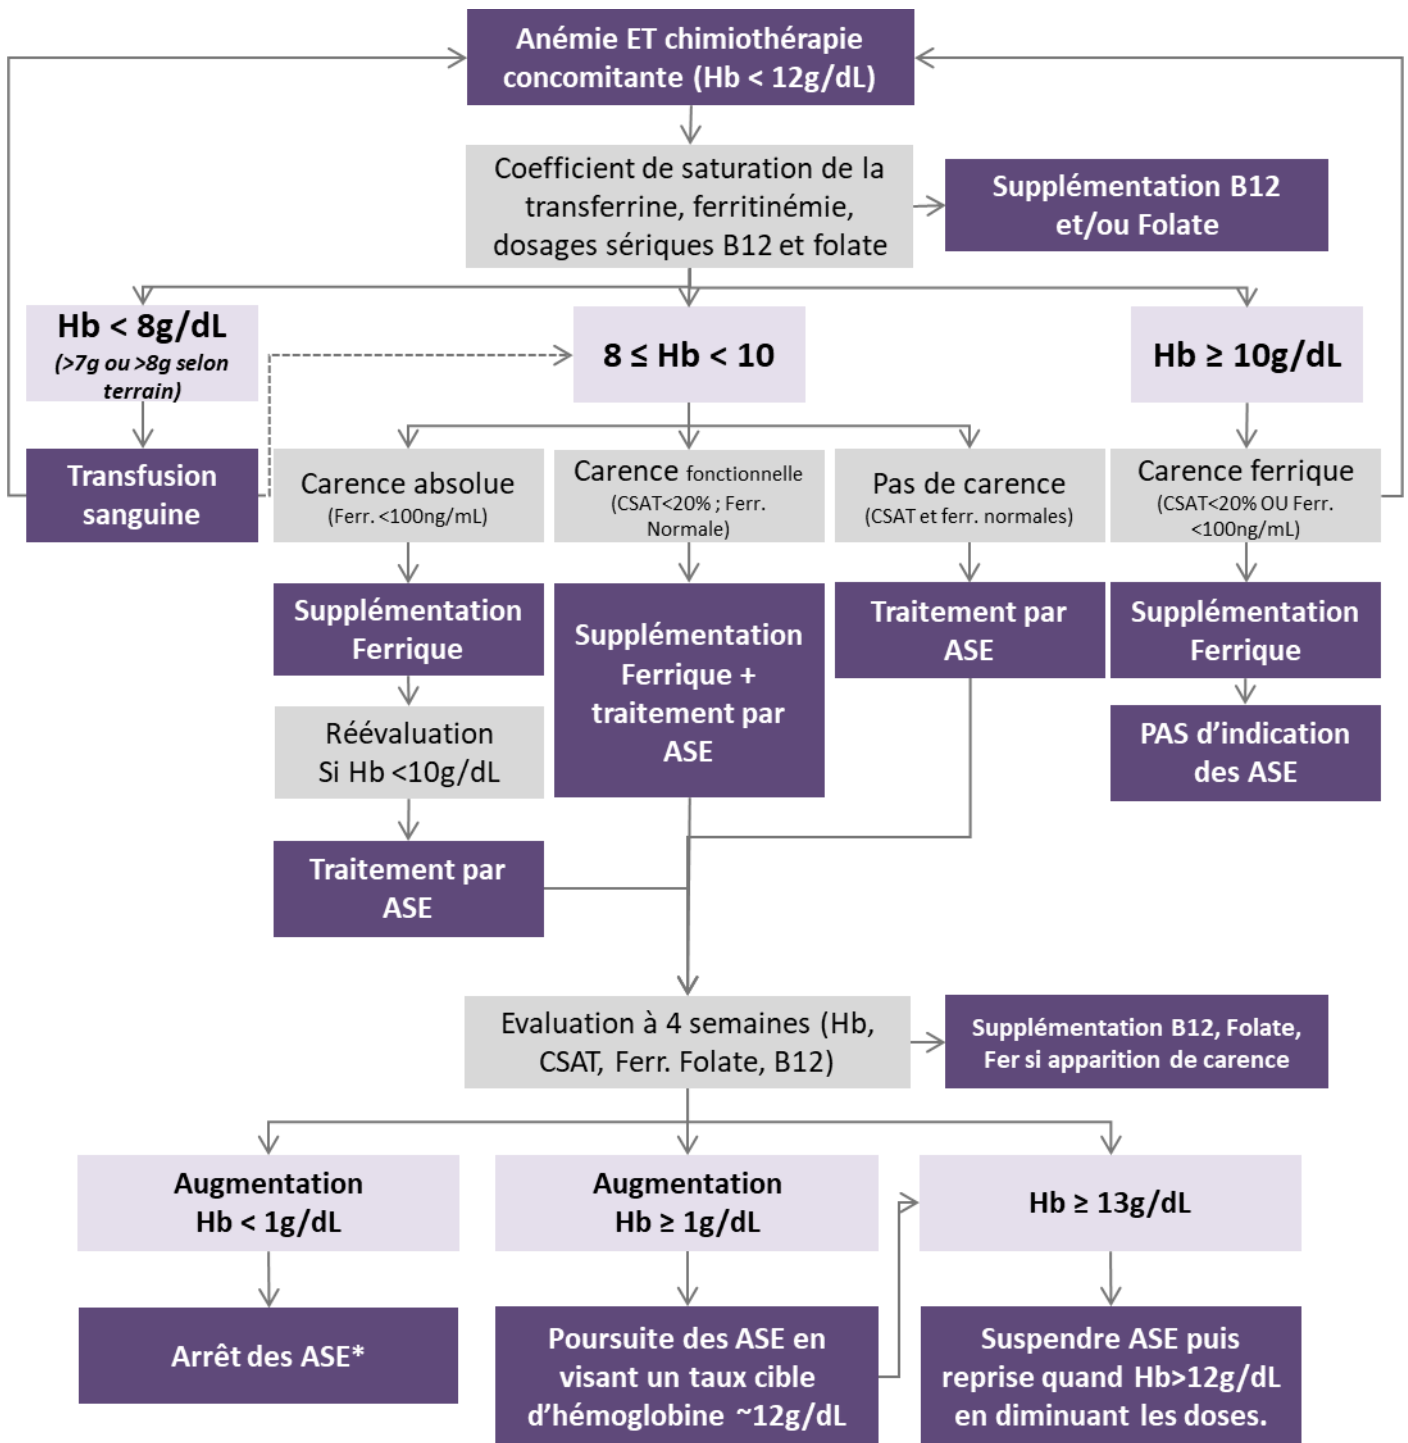 Anémie ET chimiothérapie
concomitante (Hb < 12g/dL)
Coefficient de saturation de la
transferrine, ferritinémie,
dosages sériques B12 et folate
Supplémentation B12
et/ou Folate
Hb < 8g/dL
(>7g ou >8g selon
terrain)
8 ≤ Hb < 10
Hb ≥ 10g/dL
Transfusion
sanguine
Carence absolue
(Ferr. <100ng/mL)
Carence fonctionnelle
(CSAT<20% ; Ferr.
Normale)
Pas de carence
(CSAT et ferr. normales)
Carence ferrique
(CSAT<20% OU Ferr.
<100ng/mL)
Supplémentation
Ferrique
Supplémentation
Ferrique +
traitement par
ASE
Traitement par
ASE
Supplémentation
Ferrique
Réévaluation
Si Hb <10g/dL
PAS d’indication
des ASE
Traitement par
ASE
Evaluation à 4 semaines (Hb,
CSAT, Ferr. Folate, B12)
Supplémentation B12, Folate,
Fer si apparition de carence
Augmentation
Hb < 1g/dL
Augmentation
Hb ≥ 1g/dL
Hb ≥ 13g/dL
Arrêt des ASE*
Poursuite des ASE en
visant un taux cible
d’hémoglobine ~12g/dL
Suspendre ASE puis
reprise quand Hb>12g/dL
en diminuant les doses.